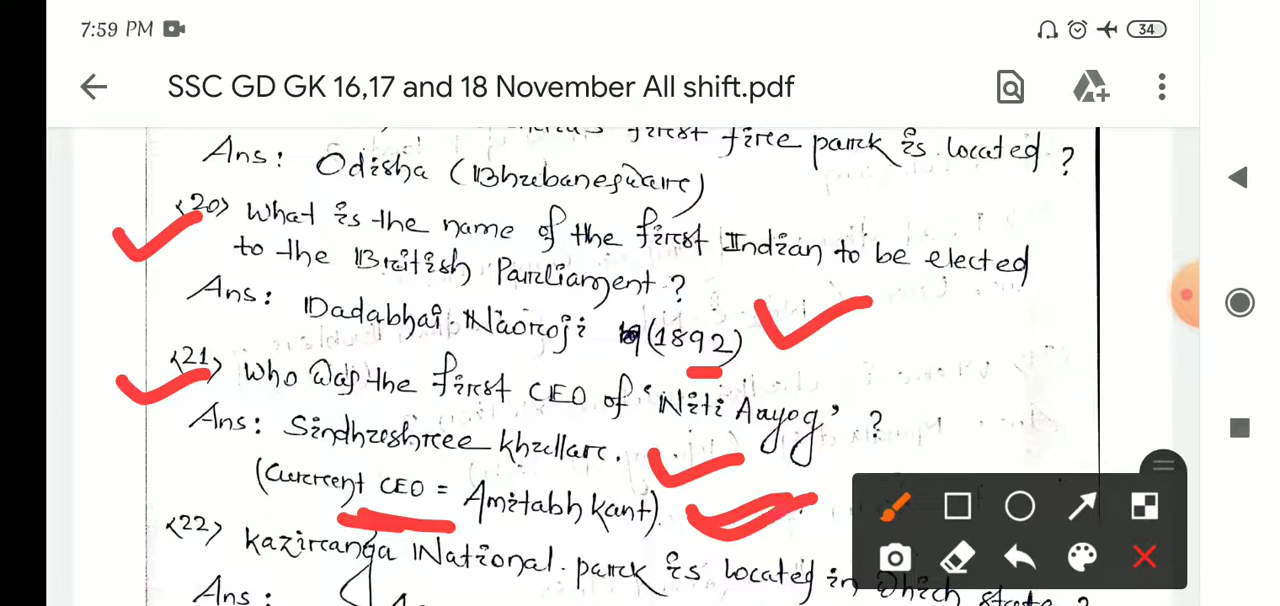 7:59 PM
34
SSC GD GK 16,17 and 18 November All shift.pdf
first fire park is located ?
Ans: Odisha (Bhubaneswar)
<20> What is the name of the first Indian to be elected
to the British Parliament ?
Ans: Dadabhai Naoroji (1892)
<21> Who was the first CEO of 'Niti Aayog' ?
Ans: Sindhushree Khullar.
(Current CEO = Amitabh Kant)
<22> Kaziranga National park is located in which state ?
Ans: